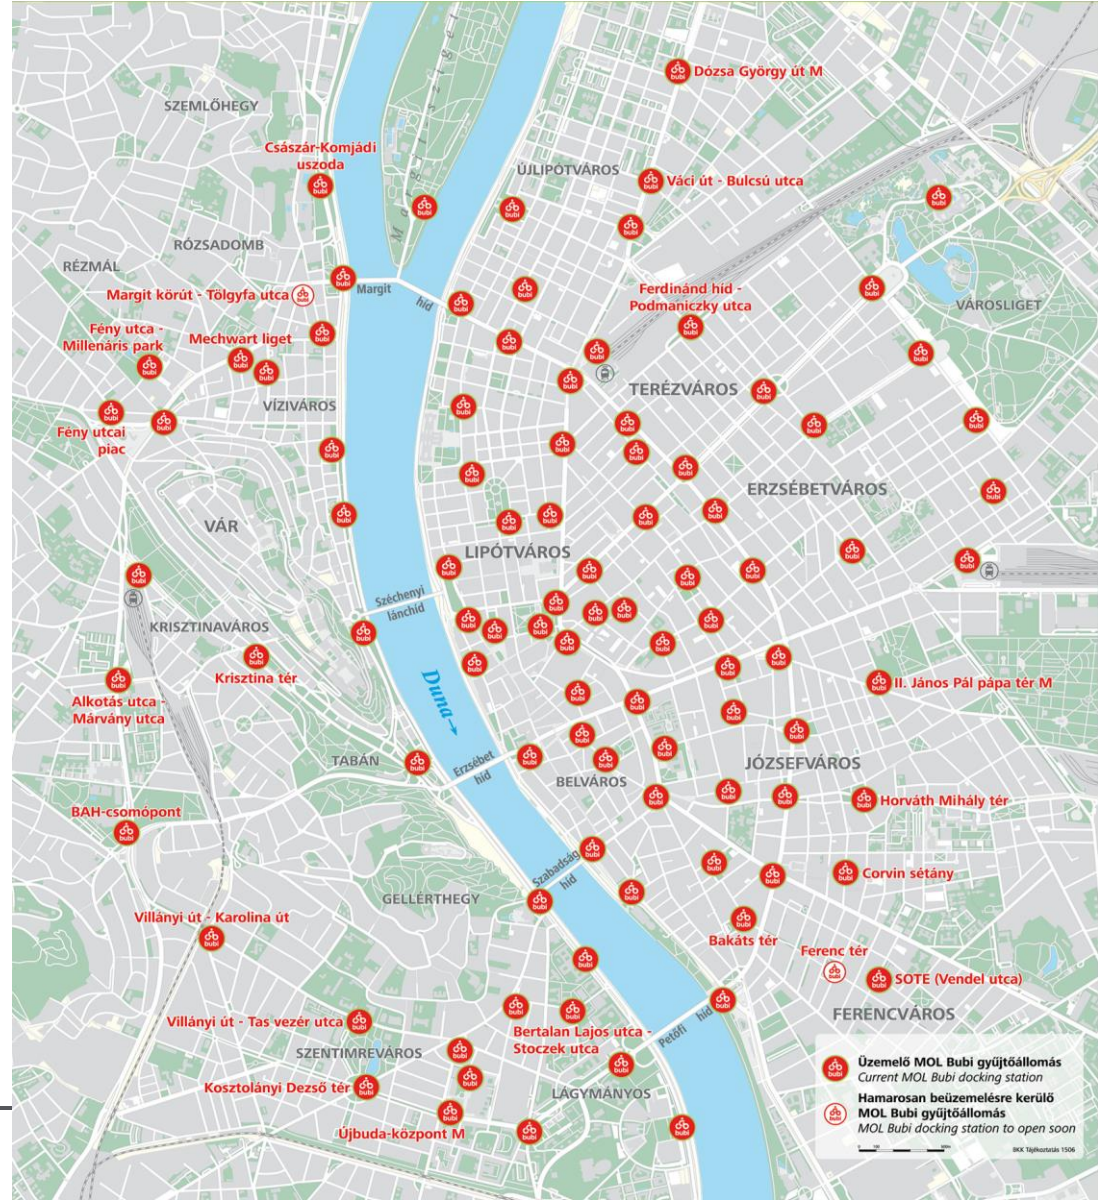 Dózsa György út M
SZEMLŐHEGY
Margitsziget
Császár-Komjádi
uszoda
ÚJLIPÓTVÁROS
Váci út - Bulcsú utca
RÓZSADOMB
RÉZMÁL
Margit körút - Tölgyfa utca
Margit
híd
Ferdinánd híd -
Podmaniczky utca
VÁROSLIGET
Fény utca -
Millenáris park
Mechwart liget
TERÉZVÁROS
VÍZIVÁROS
Fény utcai
piac
ERZSÉBETVÁROS
VÁR
LIPÓTVÁROS
Széchenyi
lánchíd
KRISZTINAVÁROS
Krisztina tér
Duna→
II. János Pál pápa tér M
Alkotás utca -
Márvány utca
TABÁN
Erzsébet
híd
BELVÁROS
JÓZSEFVÁROS
BAH-csomópont
Horváth Mihály tér
Szabadság
híd
Corvin sétány
GELLÉRTHEGY
Villányi út - Karolina út
Bakáts tér
Ferenc tér
SOTE (Vendel utca)
Villányi út - Tas vezér utca
Bertalan Lajos utca -
Stoczek utca
Petőfi
híd
FERENCVÁROS
SZENTIMREVÁROS
Kosztolányi Dezső tér
LÁGYMÁNYOS
Újbuda-központ M
bubi
Üzemelő MOL Bubi gyűjtőállomás
Current MOL Bubi docking station
bubi
Hamarosan beüzemelésre kerülő
MOL Bubi gyűjtőállomás
MOL Bubi docking station to open soon
BKK Tájékoztatás 1506